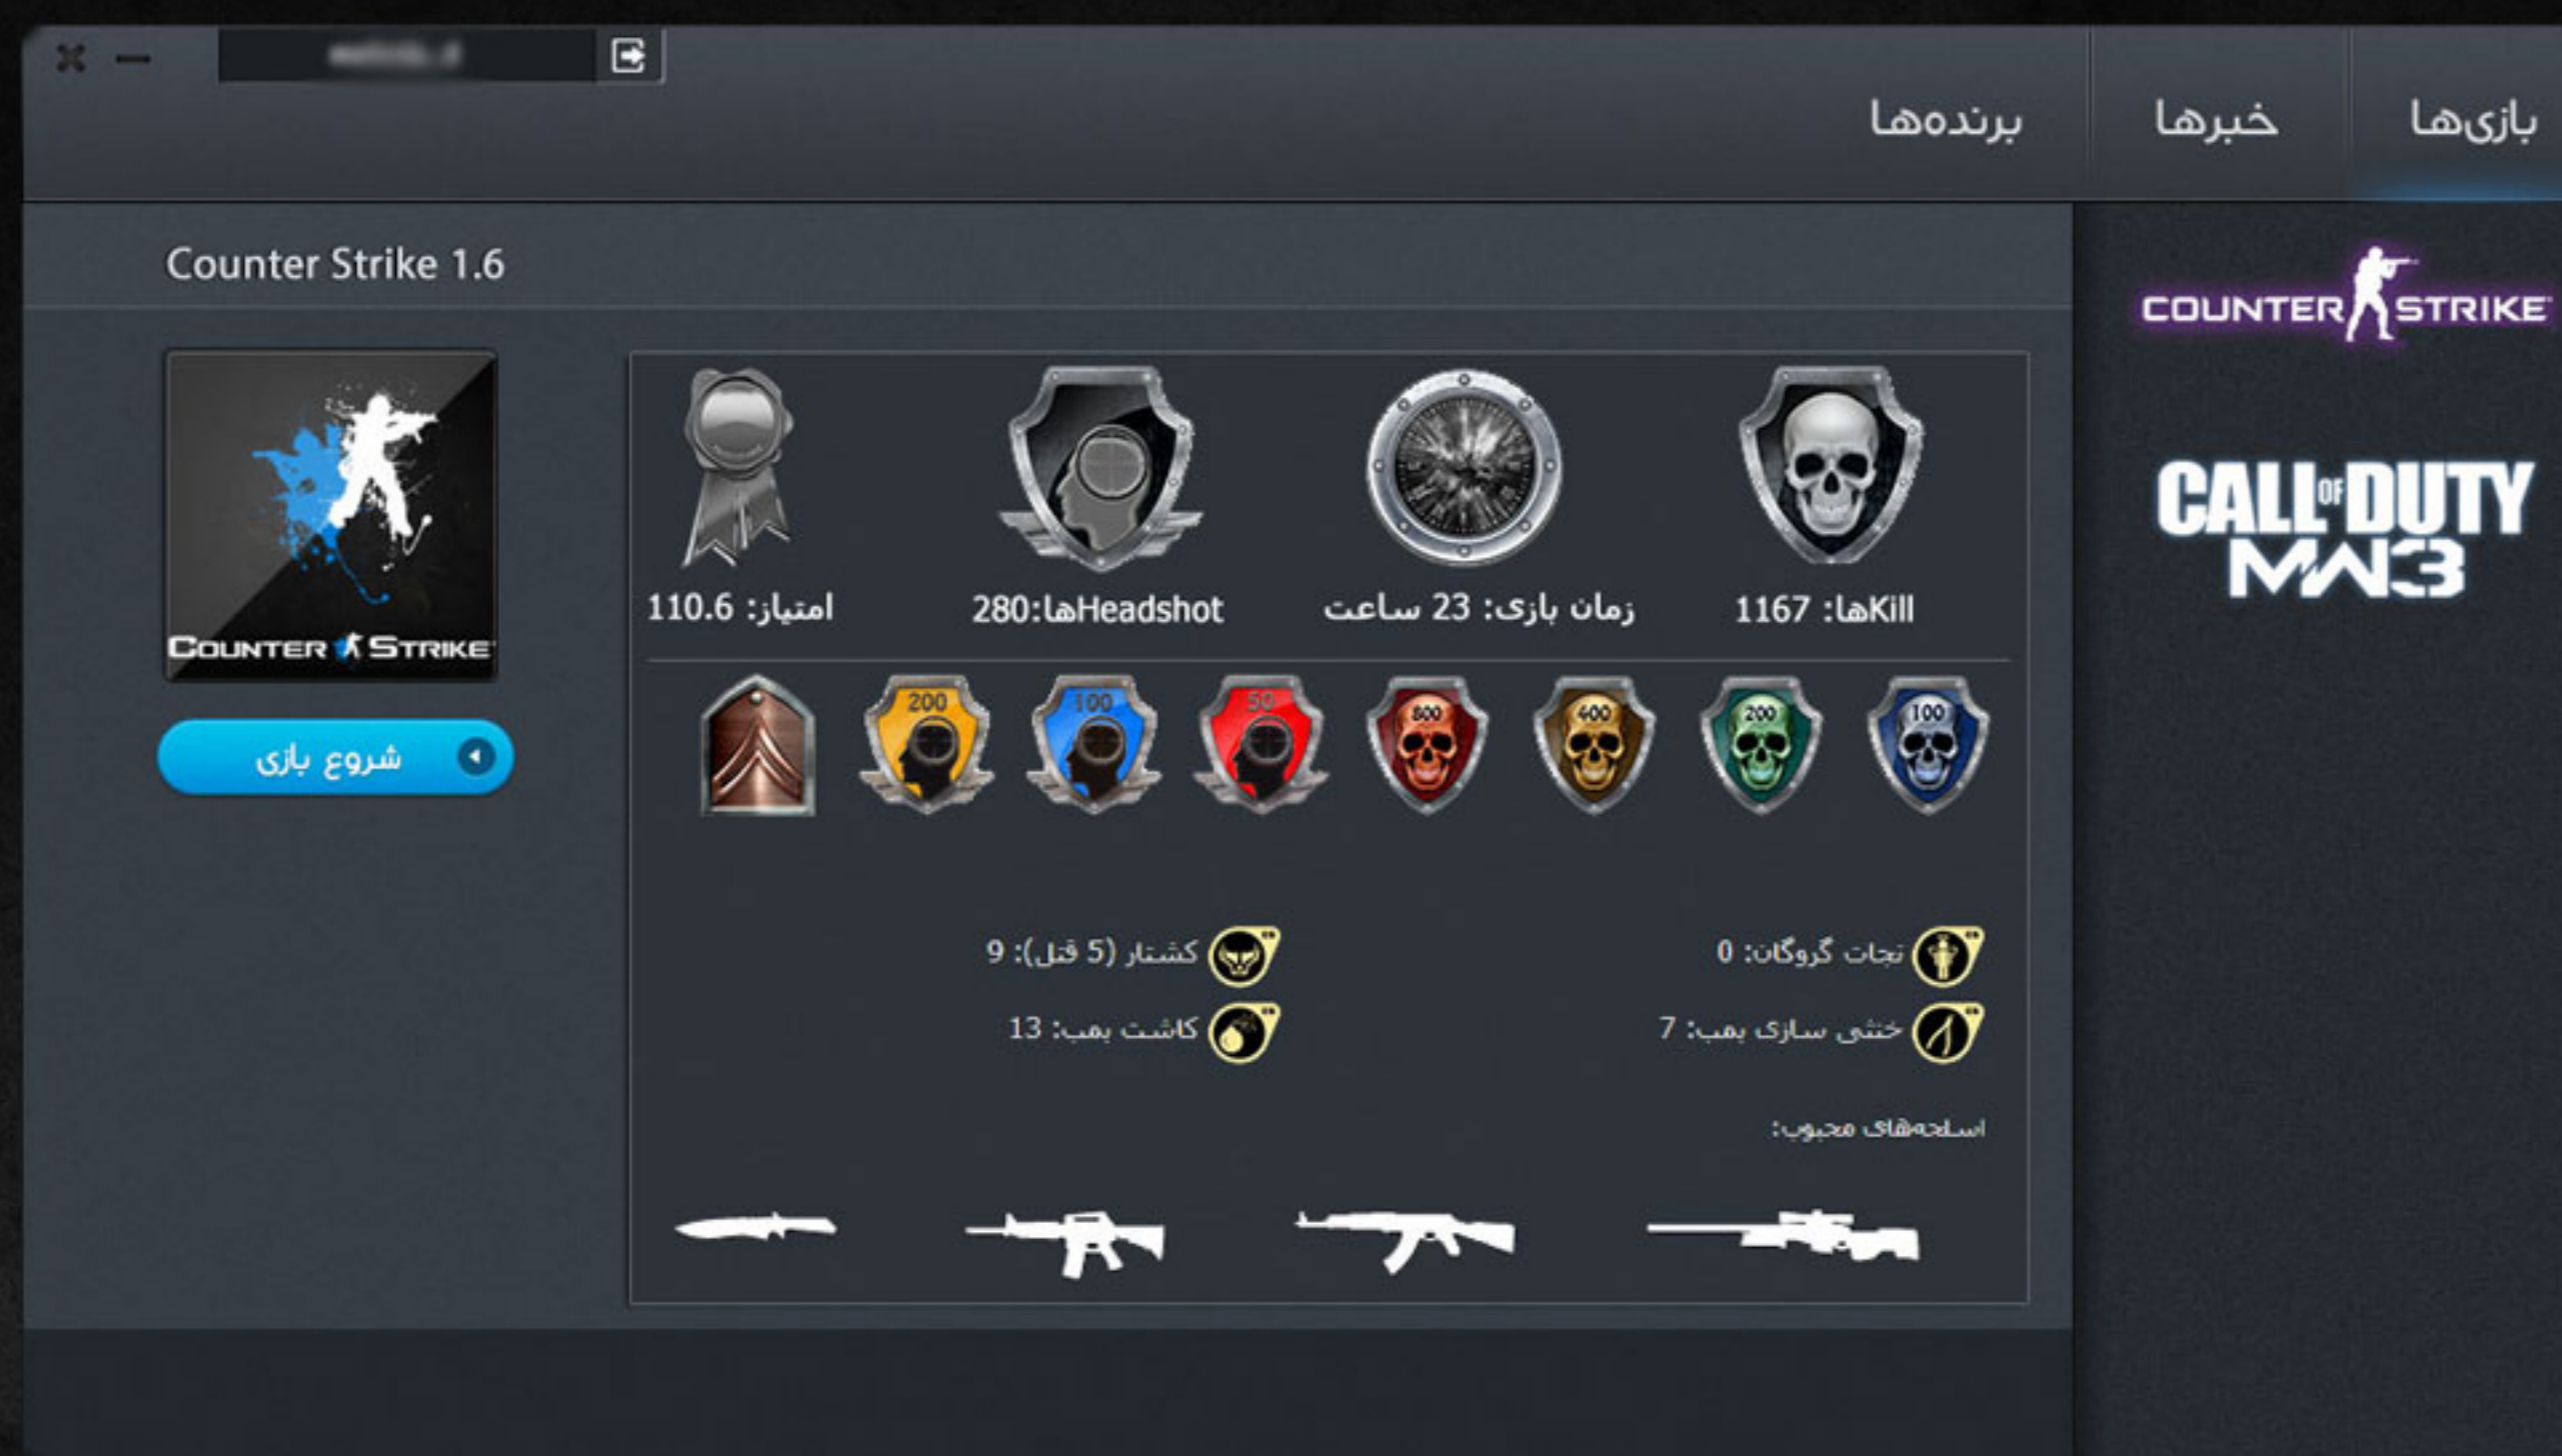 بازی‌ها
خبرها
برنده‌ها
Counter Strike 1.6
COUNTER STRIKE
CALL OF DUTY
MW3
COUNTER STRIKE
شروع بازی
Killها: 1167
زمان بازی: 23 ساعت
Headshotها:280
امتیاز: 110.6
100
200
400
800
50
100
200
نجات گروگان: 0
کشتار (5 قتل): 9
خنثی سازی بمب: 7
کاشت بمب: 13
اسلحه‌های محبوب: